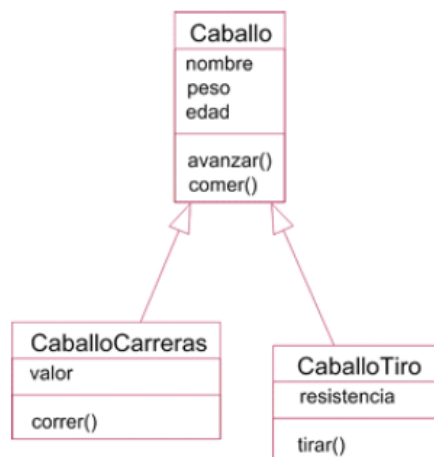 Caballo
nombre
peso
edad
avanzar()
comer()
CaballoCarreras
valor
correr()
CaballoTiro
resistencia
tirar()